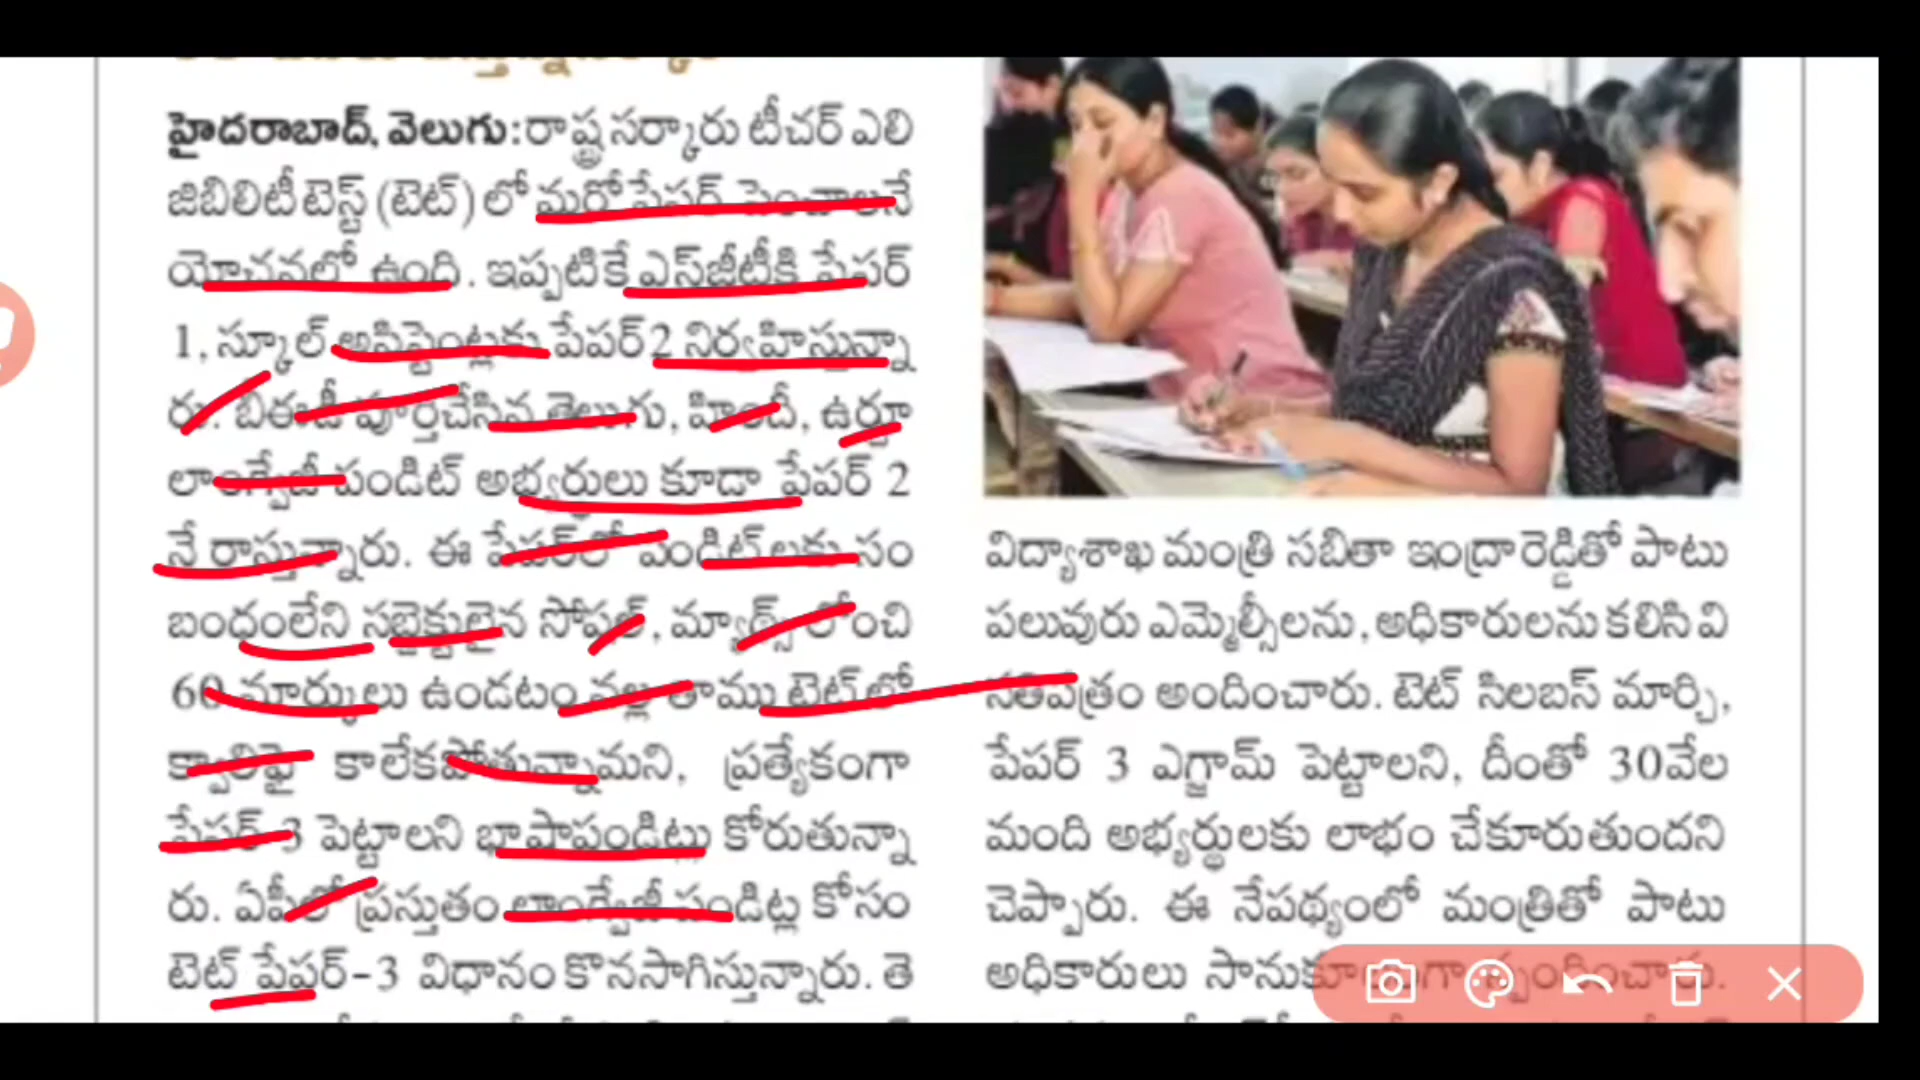 హైదరాబాద్, వెలుగు: రాష్ట్ర సర్కారు టీచర్ ఎలి
జిబిలిటీ టెస్ట్ (టెట్) లో మరో పేపర్ పెంచాలనే
యోచనలో ఉంది. ఇప్పటికే ఎస్‌జీటీకి పేపర్
1, స్కూల్ అసిస్టెంట్లకు పేపర్ 2 నిర్వహిస్తున్నా
రు. బీఈడీ పూర్తిచేసిన తెలుగు, హిందీ, ఉర్దూ
లాంగ్వేజీ పండిట్ అభ్యర్థులు కూడా పేపర్ 2
నే రాస్తున్నారు. ఈ పేపర్‌లో పండిట్‌లకు సం
బంధంలేని సబ్జెక్టులైన సోషల్, మ్యాథ్స్ లోంచి
60 మార్కులు ఉండటం వల్ల తాము టెట్‌లో
క్వాలిఫై కాలేకపోతున్నామని, ప్రత్యేకంగా
పేపర్-3 పెట్టాలని భాషాపండిట్లు కోరుతున్నా
రు. ఏపీలో ప్రస్తుతం లాంగ్వేజీ పండిట్ల కోసం
టెట్ పేపర్-3 విధానం కొనసాగిస్తున్నారు. తె
విద్యాశాఖ మంత్రి సబితా ఇంద్రారెడ్డితో పాటు
పలువురు ఎమ్మెల్సీలను, అధికారులను కలిసి వి
నతిపత్రం అందించారు. టెట్ సిలబస్ మార్చి,
పేపర్ 3 ఎగ్జామ్ పెట్టాలని, దీంతో 30వేల
మంది అభ్యర్థులకు లాభం చేకూరుతుందని
చెప్పారు. ఈ నేపథ్యంలో మంత్రితో పాటు
అధికారులు సానుకూలంగా స్పందించారు.